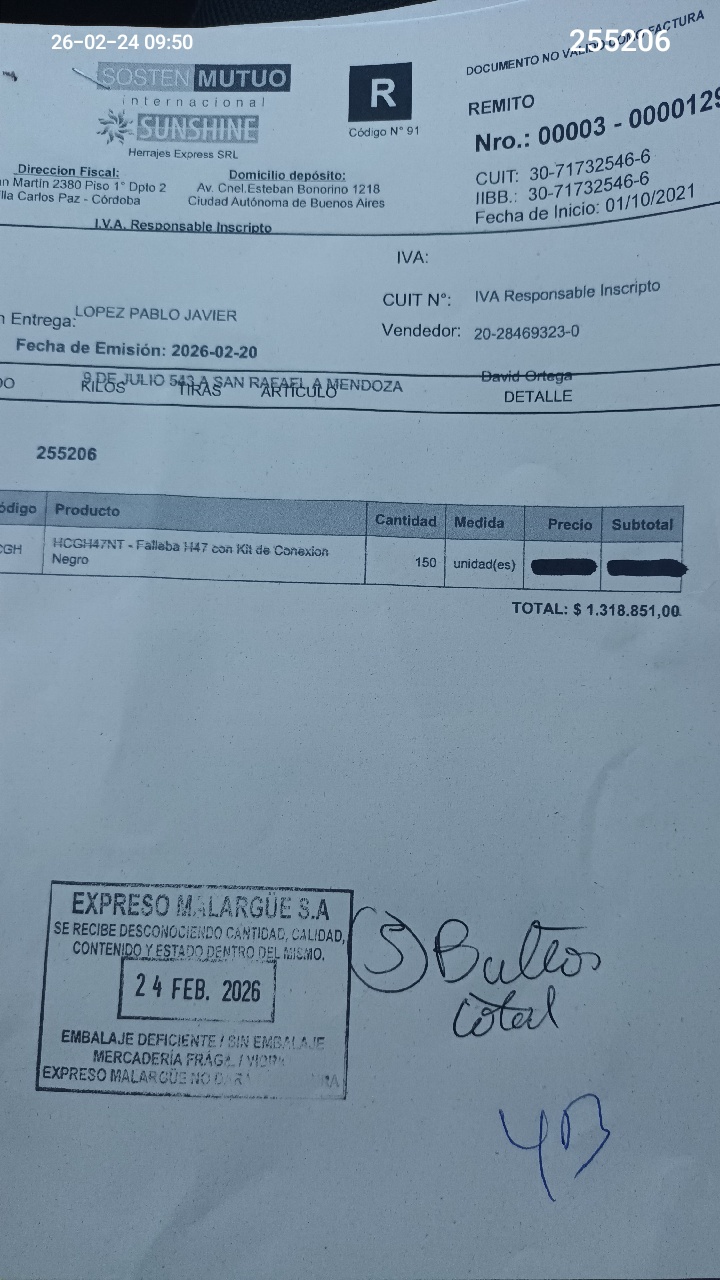 26-02-24 09:50
255206
DOCUMENTO NO VALIDO COMO FACTURA
SOSTEN MUTUO
internacional
SUNSHINE
Herrajes Express SRL
R
Código N° 91
REMITO
Nro.: 00003 - 0000129
CUIT: 30-71732546-6
IIBB.: 30-71732546-6
Fecha de Inicio: 01/10/2021
Direccion Fiscal:
n Martin 2380 Piso 1° Dpto 2
lla Carlos Paz - Córdoba
Domicilio depósito:
Av. Cnel.Esteban Bonorino 1218
Ciudad Autónoma de Buenos Aires
I.V.A. Responsable Inscripto
IVA:
CUIT N°: IVA Responsable Inscripto
n Entrega: LOPEZ PABLO JAVIER
Vendedor: 20-28469323-0
Fecha de Emisión: 2026-02-20
9 DE JULIO 543 A SAN RAFAEL A MENDOZA
David Ortega
DO KILOS TIRAS ARTICULO DETALLE
255206
ódigo Producto Cantidad Medida Precio Subtotal
CGH HCGH47NT - Falleba H47 con Kit de Conexion
Negro 150 unidad(es)
TOTAL: $ 1.318.851,00
EXPRESO MALARGÜE S.A
SE RECIBE DESCONOCIENDO CANTIDAD, CALIDAD,
CONTENIDO Y ESTADO DENTRO DEL MISMO.
24 FEB. 2026
EMBALAJE DEFICIENTE / SIN EMBALAJE
MERCADERÍA FRÁG
EXPRESO MALARGÜE NO
5 Bultos
total